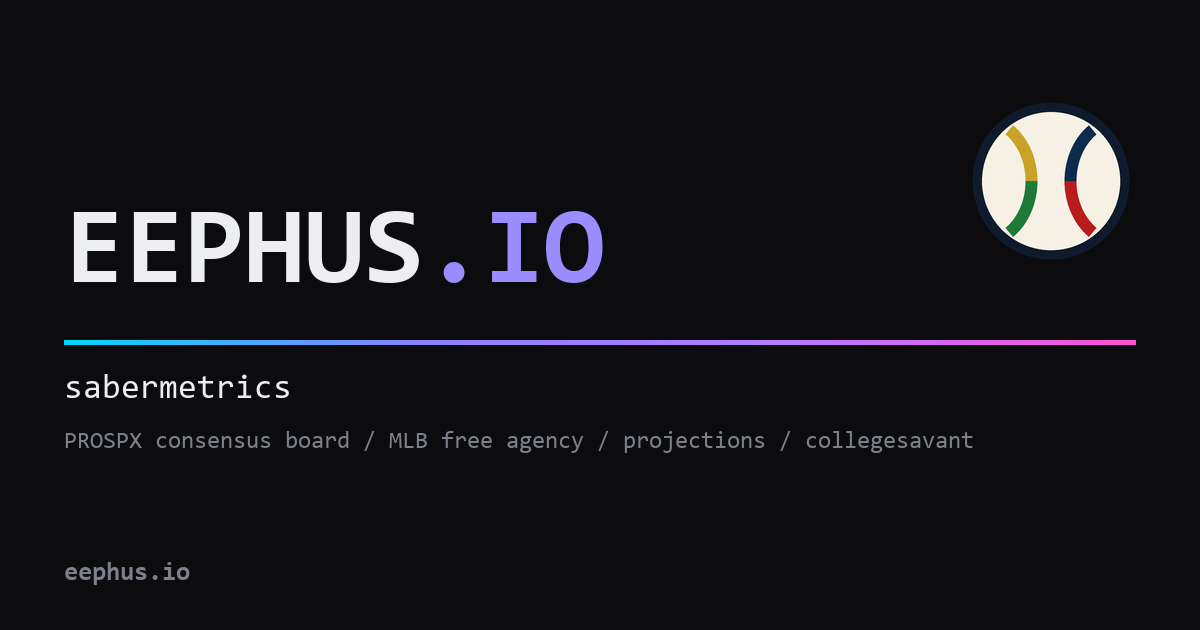 EEPHUS.IO
sabermetrics
PROSPX consensus board / MLB free agency / projections / collegesavant
eephus.io